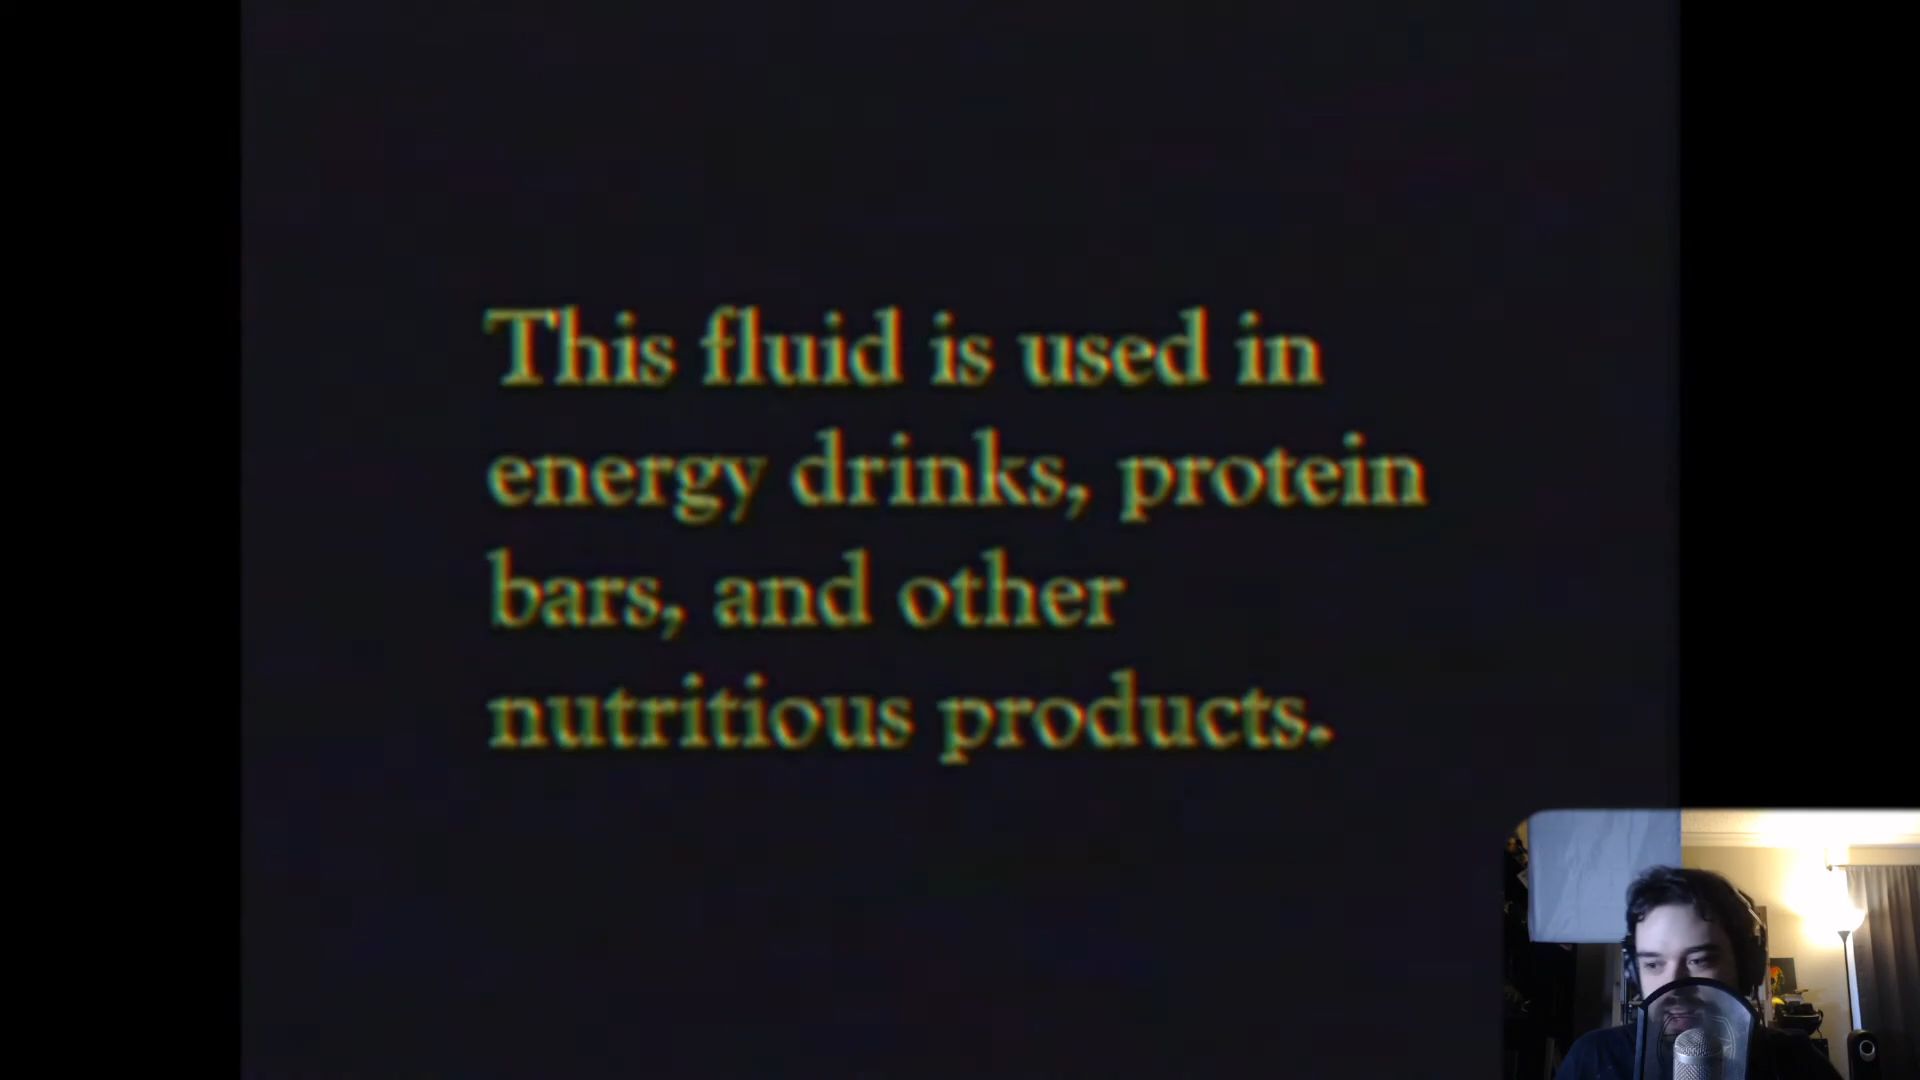 This fluid is used in
energy drinks, protein
bars, and other
nutritious products.